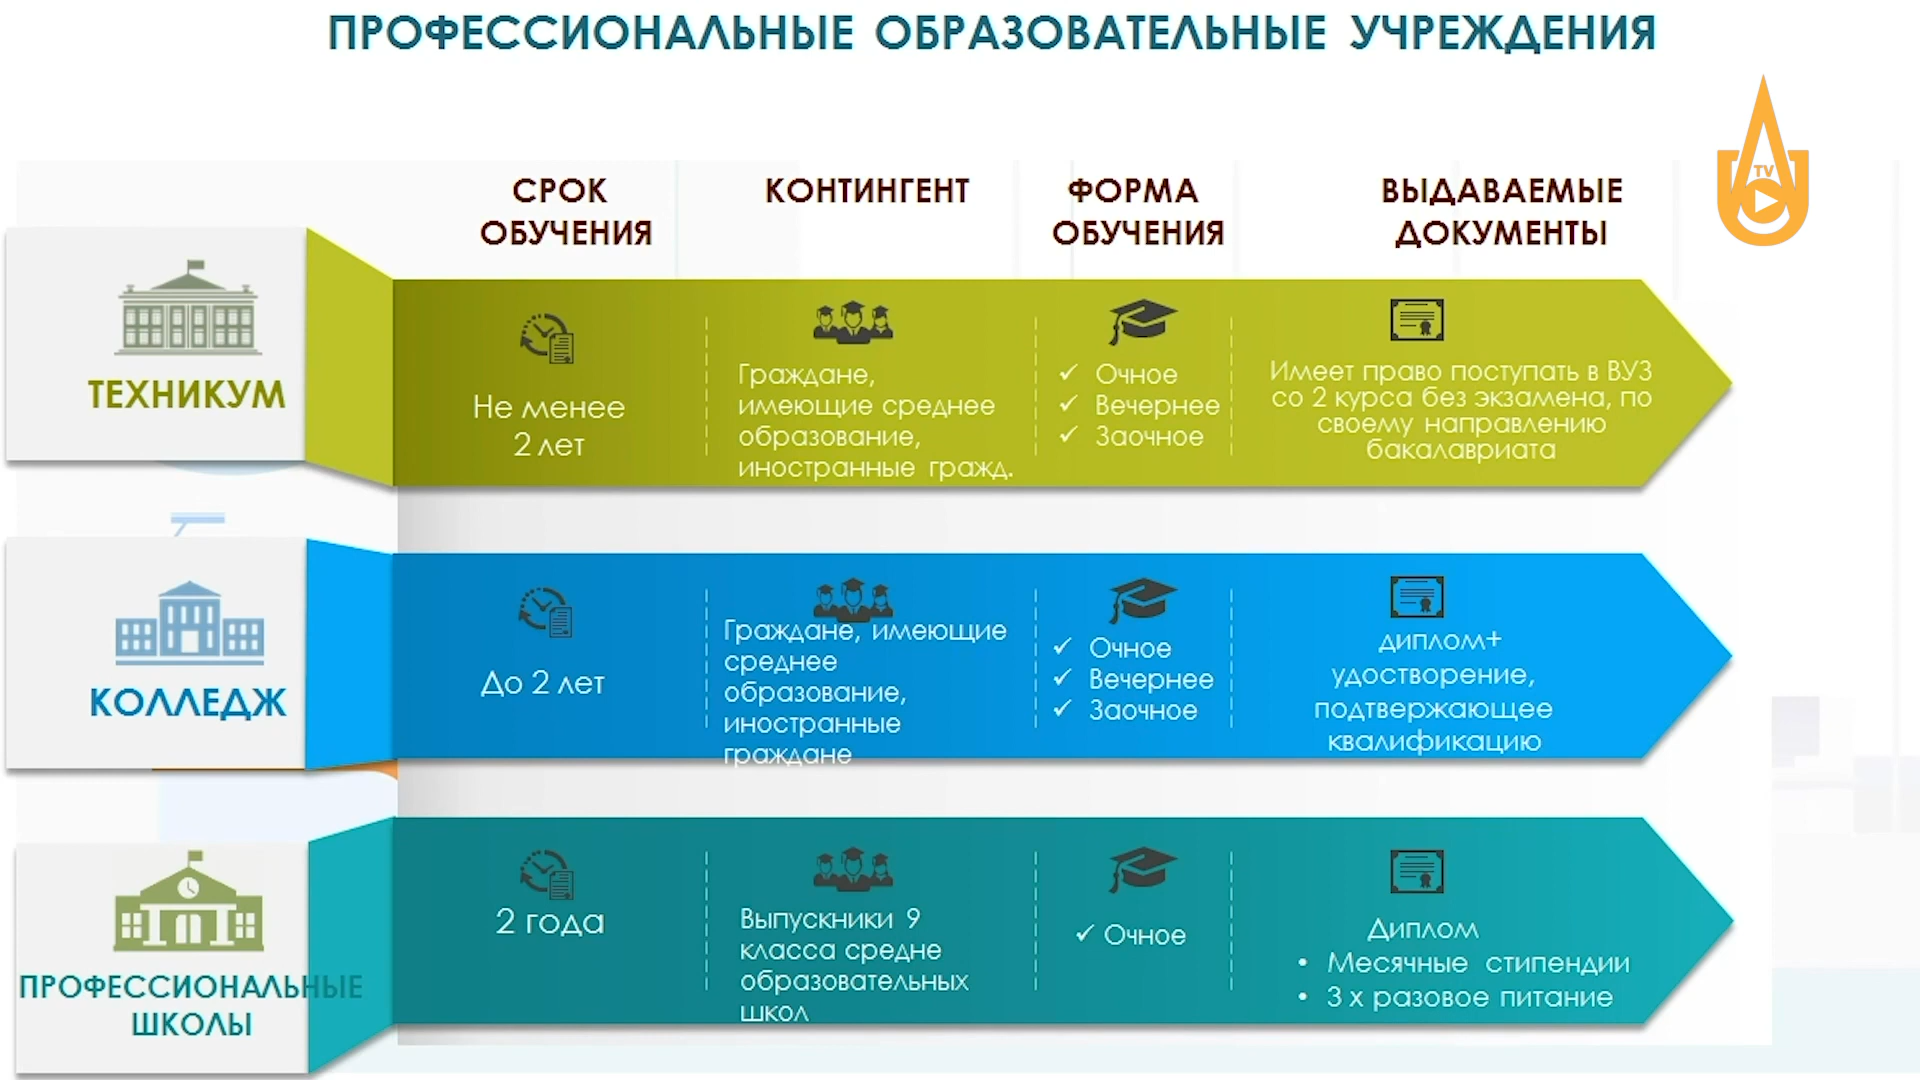 ПРОФЕССИОНАЛЬНЫЕ ОБРАЗОВАТЕЛЬНЫЕ УЧРЕЖДЕНИЯ
TV
СРОК
ОБУЧЕНИЯ
КОНТИНГЕНТ
ФОРМА
ОБУЧЕНИЯ
ВЫДАВАЕМЫЕ
ДОКУМЕНТЫ
ТЕХНИКУМ
Не менее
2 лет
Граждане,
имеющие среднее
образование,
иностранные гражд.
✓ Очное
✓ Вечернее
✓ Заочное
Имеет право поступать в ВУЗ
со 2 курса без экзамена, по
своему направлению
бакалавриата
КОЛЛЕДЖ
До 2 лет
Граждане, имеющие
среднее
образование,
иностранные
граждане
✓ Очное
✓ Вечернее
✓ Заочное
диплом+
удостворение,
подтвержающее
квалификацию
ПРОФЕССИОНАЛЬНЫЕ
ШКОЛЫ
2 года
Выпускники 9
класса средне
образовательных
школ
✓ Очное
Диплом
• Месячные стипендии
• 3 х разовое питание